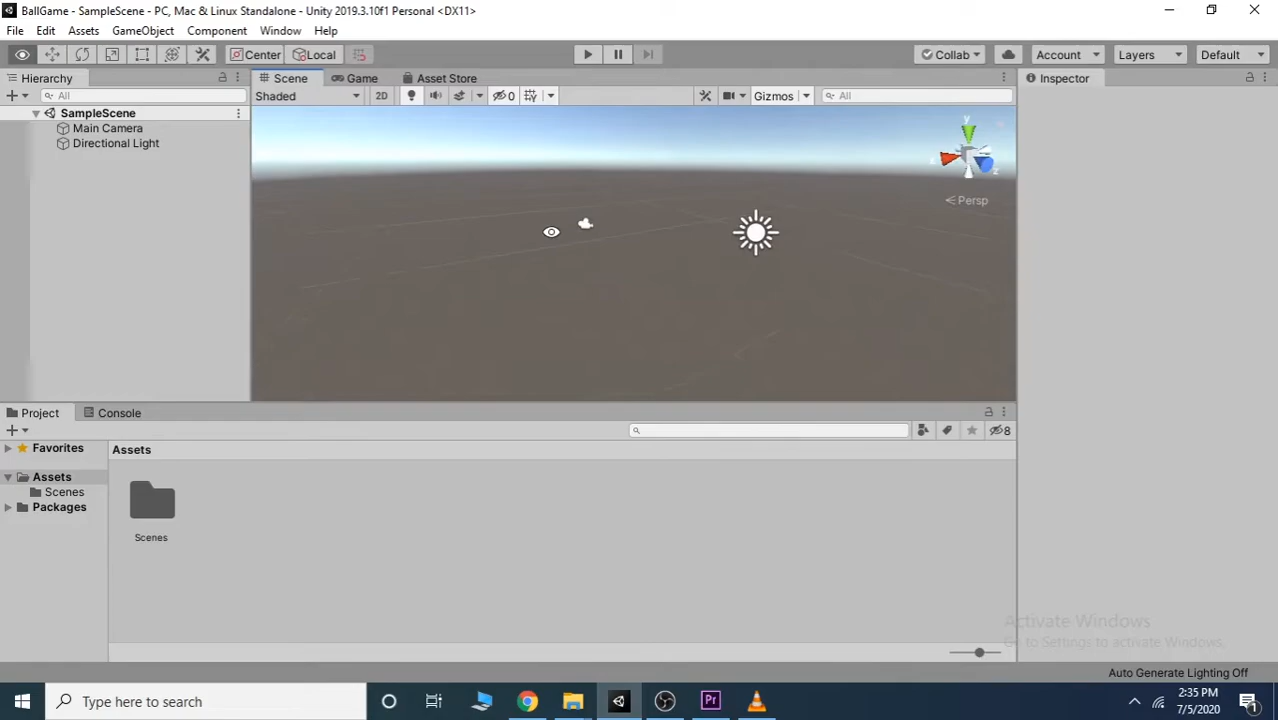 BallGame - SampleScene - PC, Mac & Linux Standalone - Unity 2019.3.10f1 Personal <DX11>
File Edit Assets GameObject Component Window Help
Center Local Collab Account Layers Default
Hierarchy Scene Game Asset Store Inspector
All Shaded 2D 0 Gizmos All
SampleScene
Main Camera
Directional Light
y
x
z
Persp
Project Console
8
Favorites
Assets
Assets
Scenes
Packages
Scenes
Activate Windows
Go to Settings to activate Windows.
Auto Generate Lighting Off
Type here to search
Pr
2:35 PM
7/5/2020
1